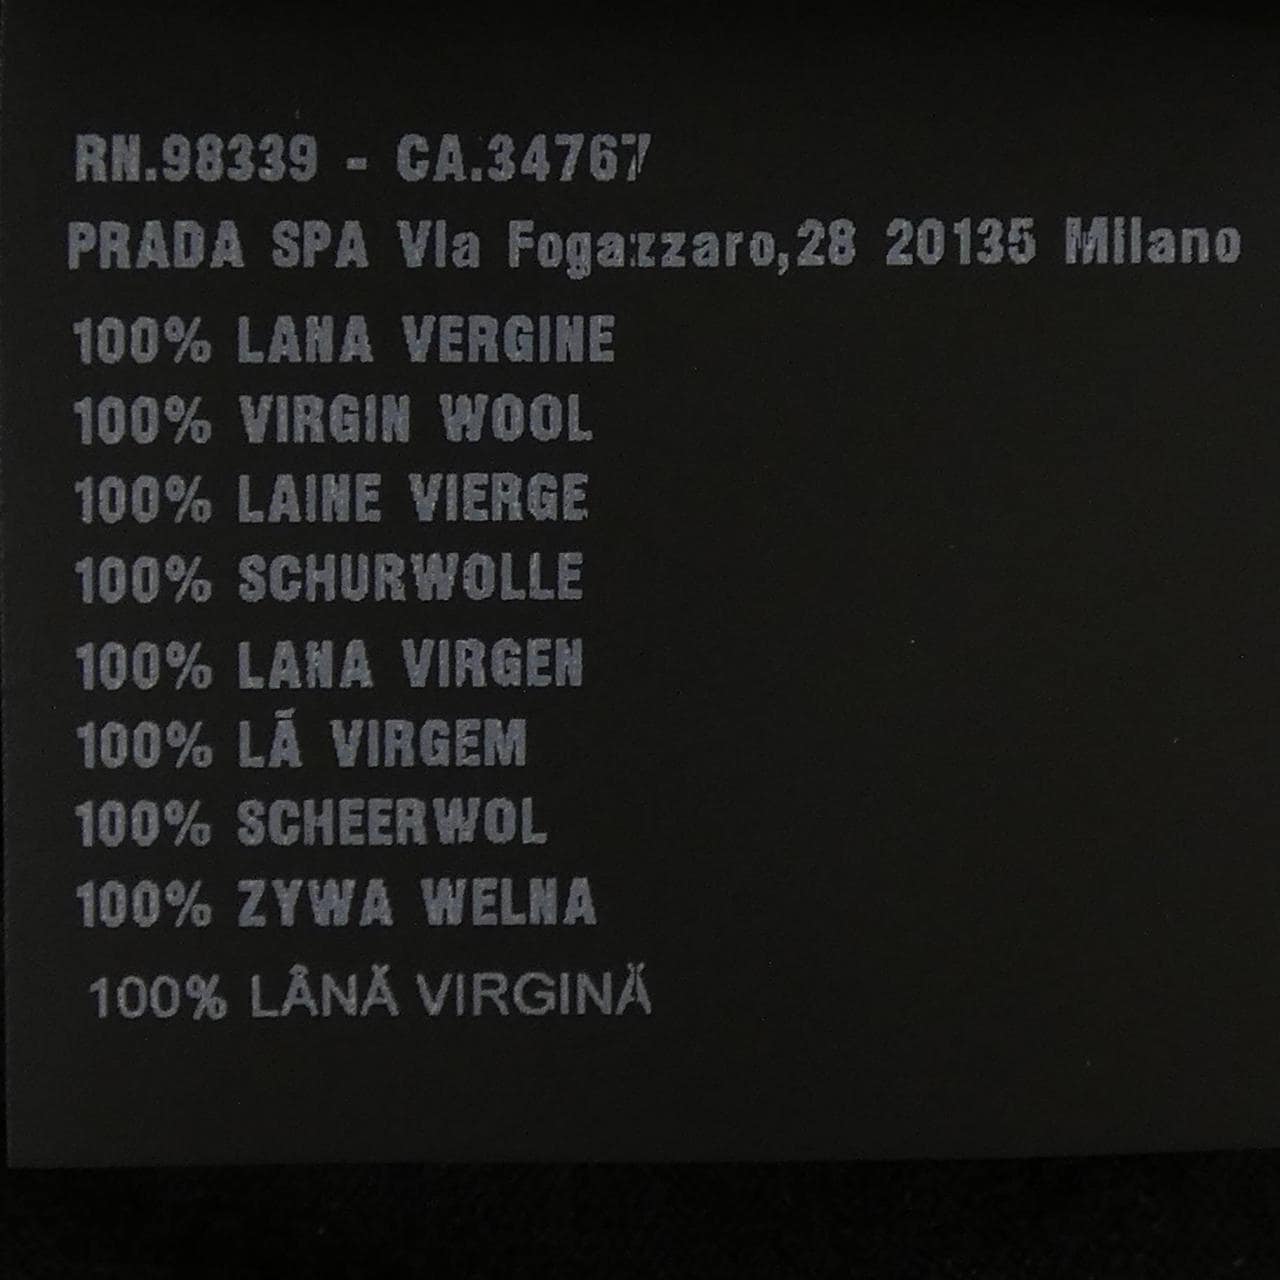 RN.98339 - CA.34767
PRADA SPA Via Fogazzaro,28 20135 Milano
100% LANA VERGINE
100% VIRGIN WOOL
100% LAINE VIERGE
100% SCHURWOLLE
100% LANA VIRGEN
100% LÃ VIRGEM
100% SCHEERWOL
100% ZYWA WELNA
100% LÂNĂ VIRGINĂ